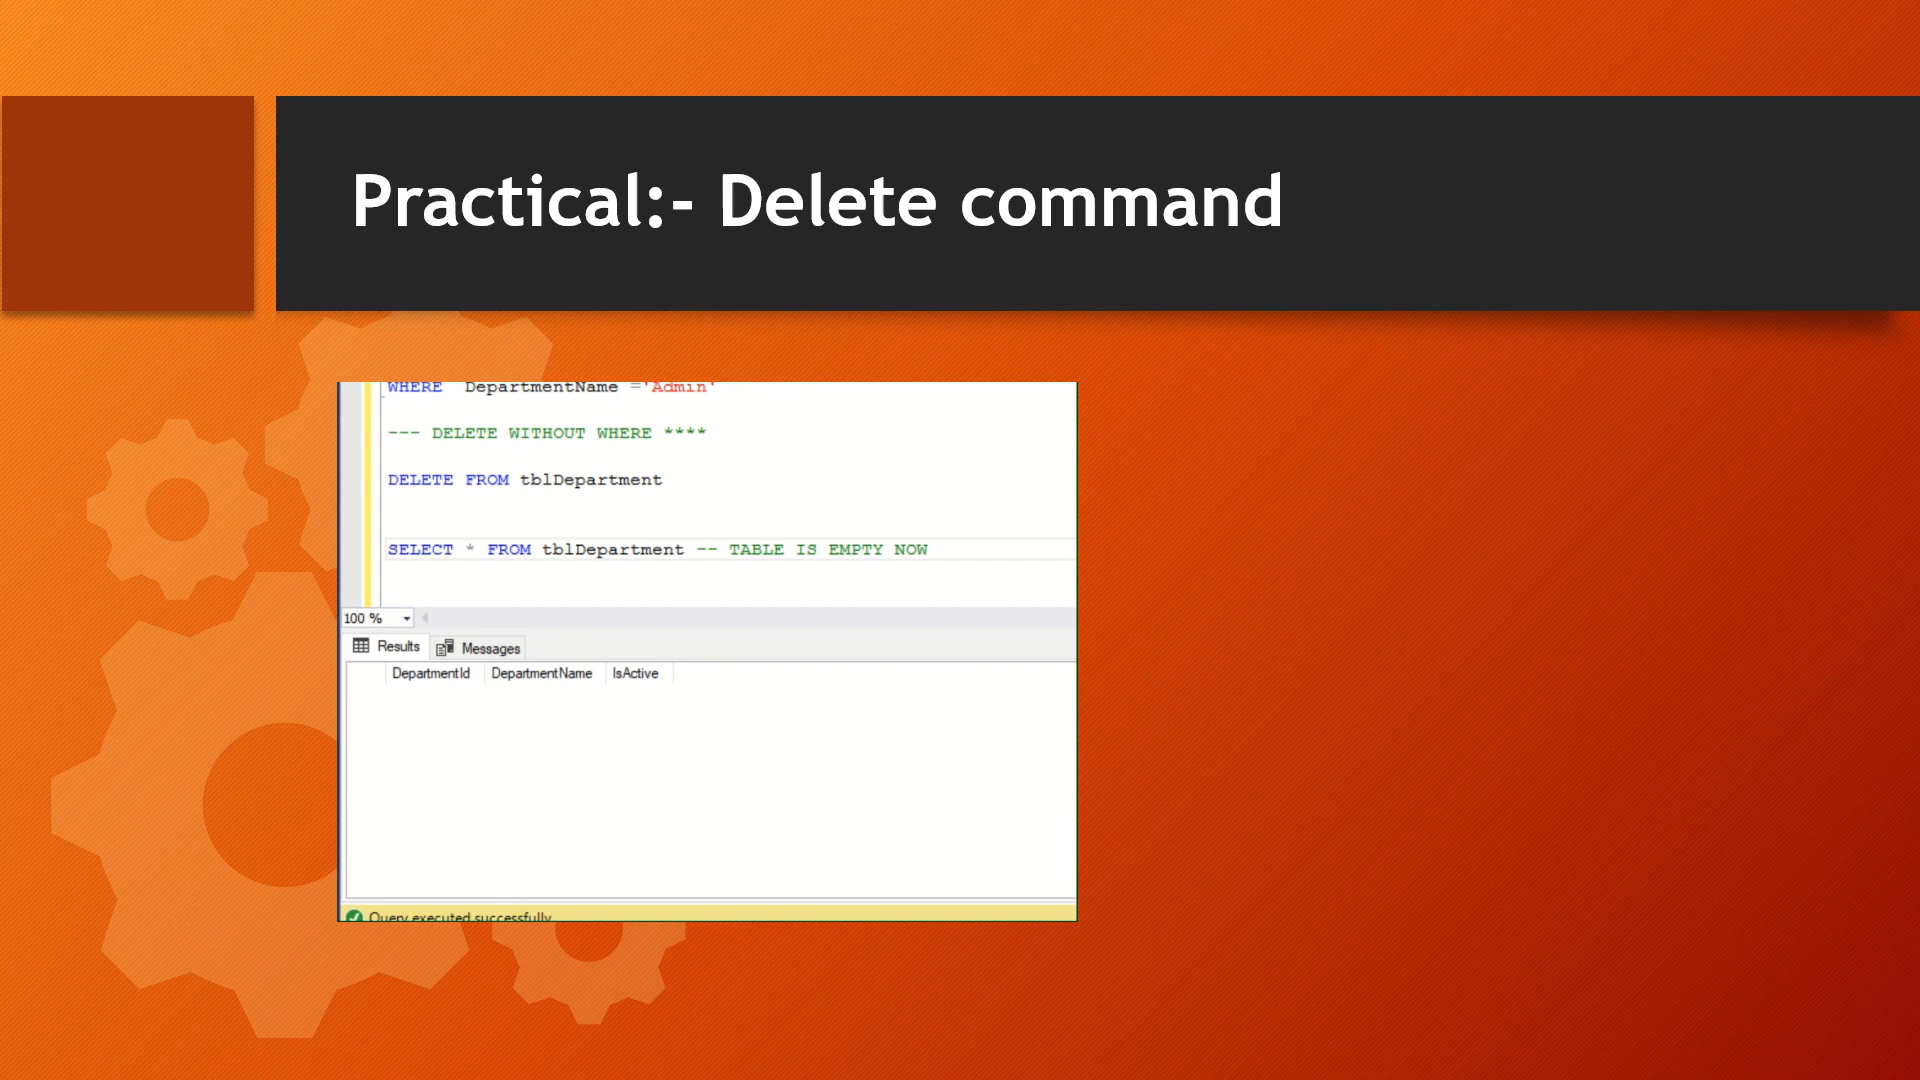 Practical:- Delete command
WHERE  DepartmentName ='Admin'
--- DELETE WITHOUT WHERE ****
DELETE FROM tblDepartment
SELECT * FROM tblDepartment -- TABLE IS EMPTY NOW
100 %
Results Messages
DepartmentId DepartmentName IsActive
Query executed successfully